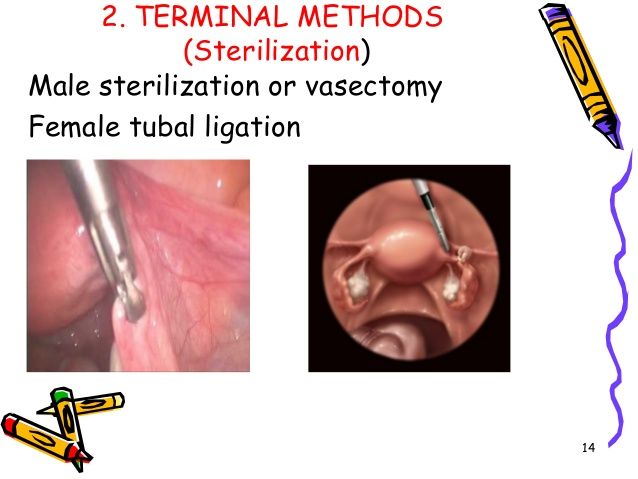 2. TERMINAL METHODS
(Sterilization)
Male sterilization or vasectomy
Female tubal ligation
14